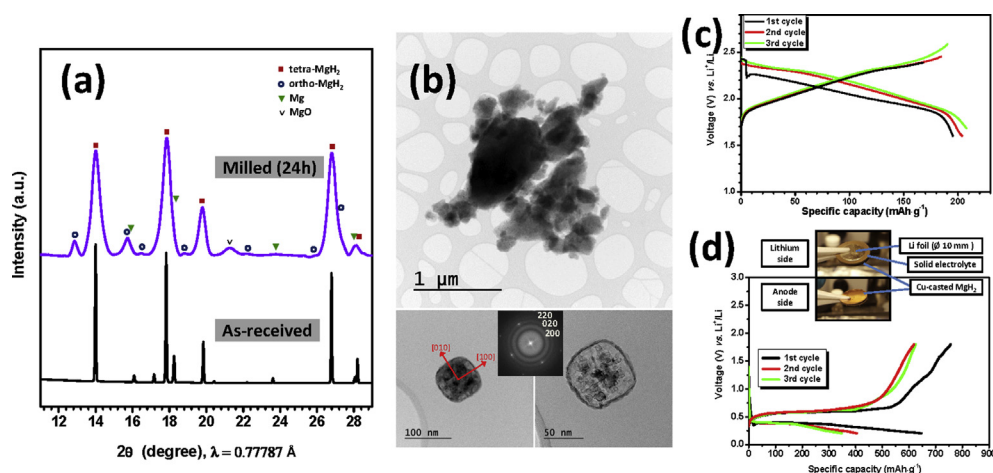 (a)
tetra-MgH2
ortho-MgH2
Mg
MgO
Milled (24h)
As-received
Intensity (a.u.)
12 14 16 18 20 22 24 26 28
2θ (degree), λ = 0.77787 Å
(b)
1 µm
[010]
[100]
100 nm
220
020
200
50 nm
(c)
1st cycle
2nd cycle
3rd cycle
Voltage (V) vs. Li+/Li
2.5
2.0
1.5
1.0
0 50 100 150 200
Specific capacity (mAh g-1)
(d)
Lithium
side
Anode
side
Li foil (Ø 10 mm )
Solid electrolyte
Cu-casted MgH2
1st cycle
2nd cycle
3rd cycle
Voltage (V) vs. Li+/Li
3.0
2.5
2.0
1.5
1.0
0.5
0.0
0 100 200 300 400 500 600 700 800 900
Specific capacity(mAh g-1)